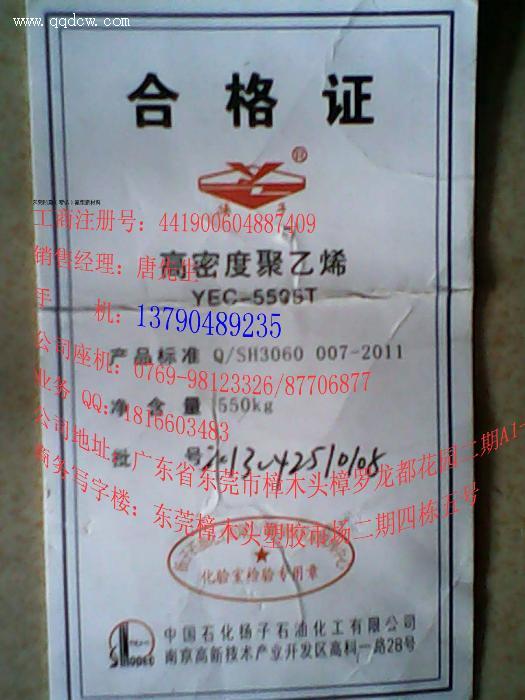 www.qqdcw.com
合格证
®
扬子
工商注册号：441900604887409
销售经理：唐先生
高密度聚乙烯
YEC-5505T
手 机：13790489235
产品标准 Q/SH3060 007-2011
公司座机：0769-98123326/87706877
净含量 550kg
业务QQ：1816603483
批 号
公司地址：广东省东莞市樟木头樟罗龙都花园二期A1-
商务写字楼：东莞樟木头塑胶市场二期四栋五号
化验室检验专用章
SINOPEC
中国石化扬子石油化工有限公司
南京高新技术产业开发区高科一路28号